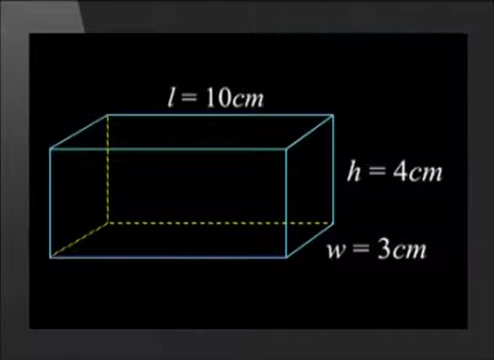 l = 10cm
h = 4cm
w = 3cm